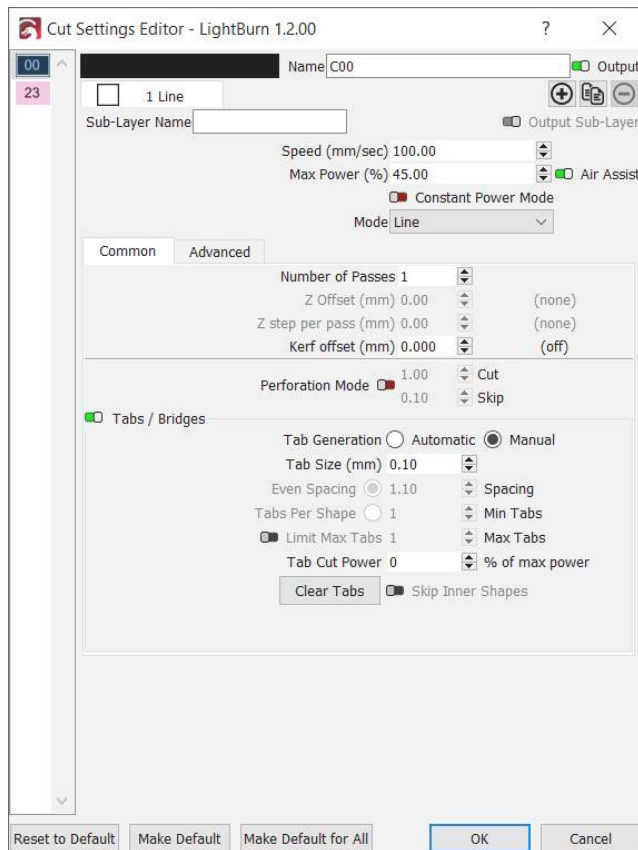 Cut Settings Editor - LightBurn 1.2.00 ? ×
00 Name C00 Output
23 1 Line
Sub-Layer Name Output Sub-Layer
Speed (mm/sec) 100.00
Max Power (%) 45.00 Air Assist
Constant Power Mode
Mode Line
Common Advanced
Number of Passes 1
Z Offset (mm) 0.00 (none)
Z step per pass (mm) 0.00 (none)
Kerf offset (mm) 0.000 (off)
Perforation Mode 1.00 Cut
0.10 Skip
Tabs / Bridges
Tab Generation Automatic Manual
Tab Size (mm) 0.10
Even Spacing 1.10 Spacing
Tabs Per Shape 1 Min Tabs
Limit Max Tabs 1 Max Tabs
Tab Cut Power 0 % of max power
Clear Tabs Skip Inner Shapes
Reset to Default Make Default Make Default for All OK Cancel